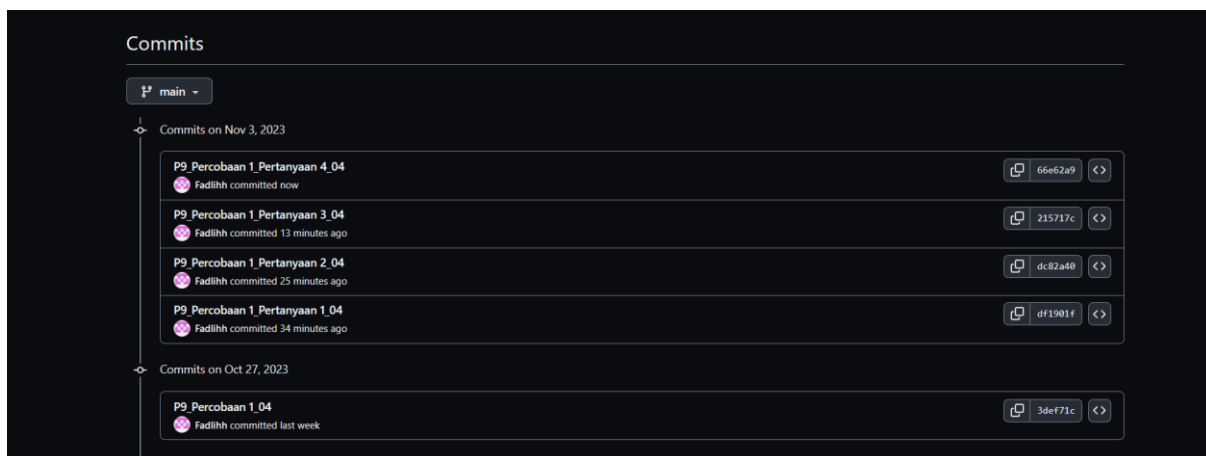 Commits
main
Commits on Nov 3, 2023
P9_Percobaan 1_Pertanyaan 4_04
66e62a9
Fadlihh committed now
P9_Percobaan 1_Pertanyaan 3_04
215717c
Fadlihh committed 13 minutes ago
P9_Percobaan 1_Pertanyaan 2_04
dc82a40
Fadlihh committed 25 minutes ago
P9_Percobaan 1_Pertanyaan 1_04
df1901f
Fadlihh committed 34 minutes ago
Commits on Oct 27, 2023
P9_Percobaan 1_04
3def71c
Fadlihh committed last week